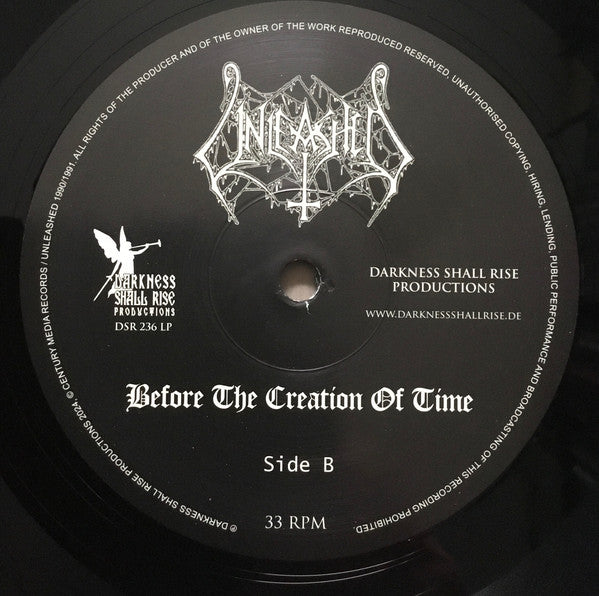 ℗ DARKNESS SHALL RISE PRODUCTIONS 2024 © CENTURY MEDIA RECORDS / UNLEASHED 1990/1991. ALL RIGHTS OF THE PRODUCER AND OF THE OWNER OF THE WORK REPRODUCED RESERVED. UNAUTHORISED COPYING, HIRING, LENDING, PUBLIC PERFORMANCE AND BROADCASTING OF THIS RECORDING PROHIBITED.
UNLEASHED
DARKNESS
SHALL RISE
PRODUCTIONS
DSR 236 LP
DARKNESS SHALL RISE
PRODUCTIONS
WWW.DARKNESSSHALLRISE.DE
Before The Creation Of Time
Side B
33 RPM